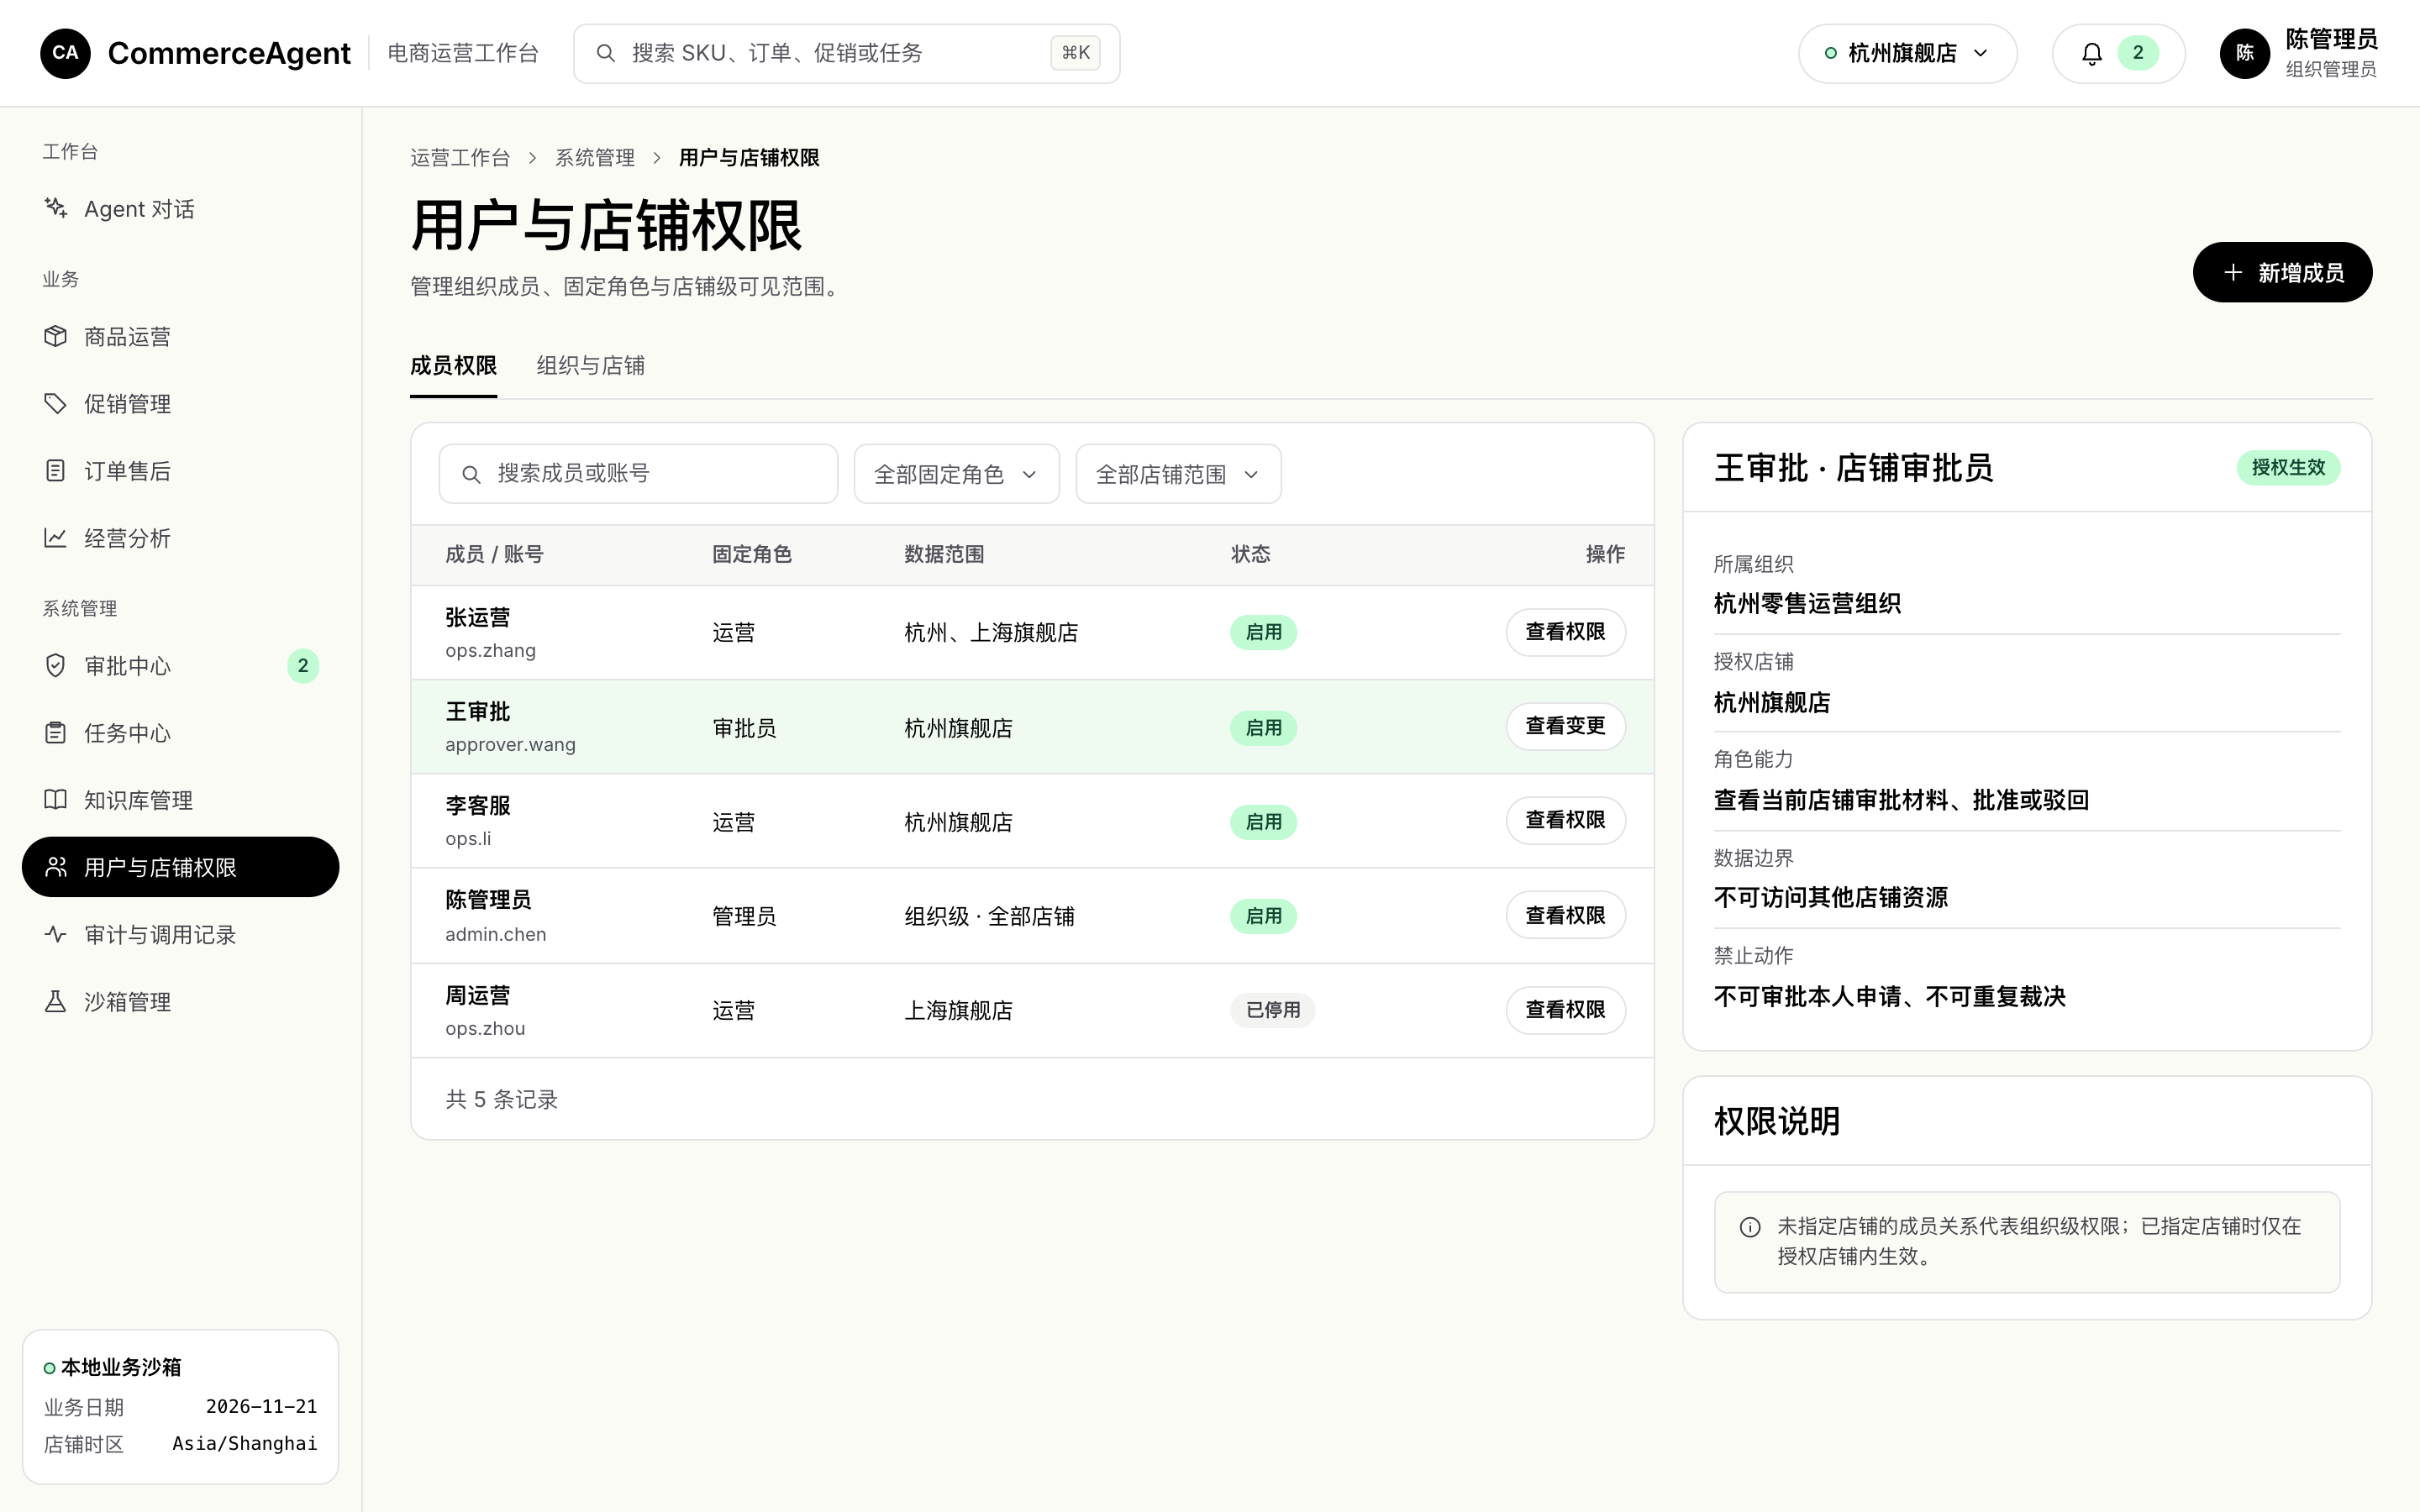 CA
CommerceAgent
电商运营工作台
搜索 SKU、订单、促销或任务
⌘K
杭州旗舰店
2
陈
陈管理员
组织管理员
工作台
Agent 对话
业务
商品运营
促销管理
订单售后
经营分析
系统管理
审批中心
2
任务中心
知识库管理
用户与店铺权限
审计与调用记录
沙箱管理
本地业务沙箱
业务日期 2026-11-21
店铺时区 Asia/Shanghai
运营工作台 > 系统管理 > 用户与店铺权限
用户与店铺权限
管理组织成员、固定角色与店铺级可见范围。
新增成员
成员权限 组织与店铺
搜索成员或账号 全部固定角色 全部店铺范围
成员 / 账号 固定角色 数据范围 状态 操作
张运营
ops.zhang
运营 杭州、上海旗舰店 启用 查看权限
王审批
approver.wang
审批员 杭州旗舰店 启用 查看变更
李客服
ops.li
运营 杭州旗舰店 启用 查看权限
陈管理员
admin.chen
管理员 组织级 · 全部店铺 启用 查看权限
周运营
ops.zhou
运营 上海旗舰店 已停用 查看权限
共 5 条记录
王审批 · 店铺审批员 授权生效
所属组织
杭州零售运营组织
授权店铺
杭州旗舰店
角色能力
查看当前店铺审批材料、批准或驳回
数据边界
不可访问其他店铺资源
禁止动作
不可审批本人申请、不可重复裁决
权限说明
未指定店铺的成员关系代表组织级权限；已指定店铺时仅在
授权店铺内生效。